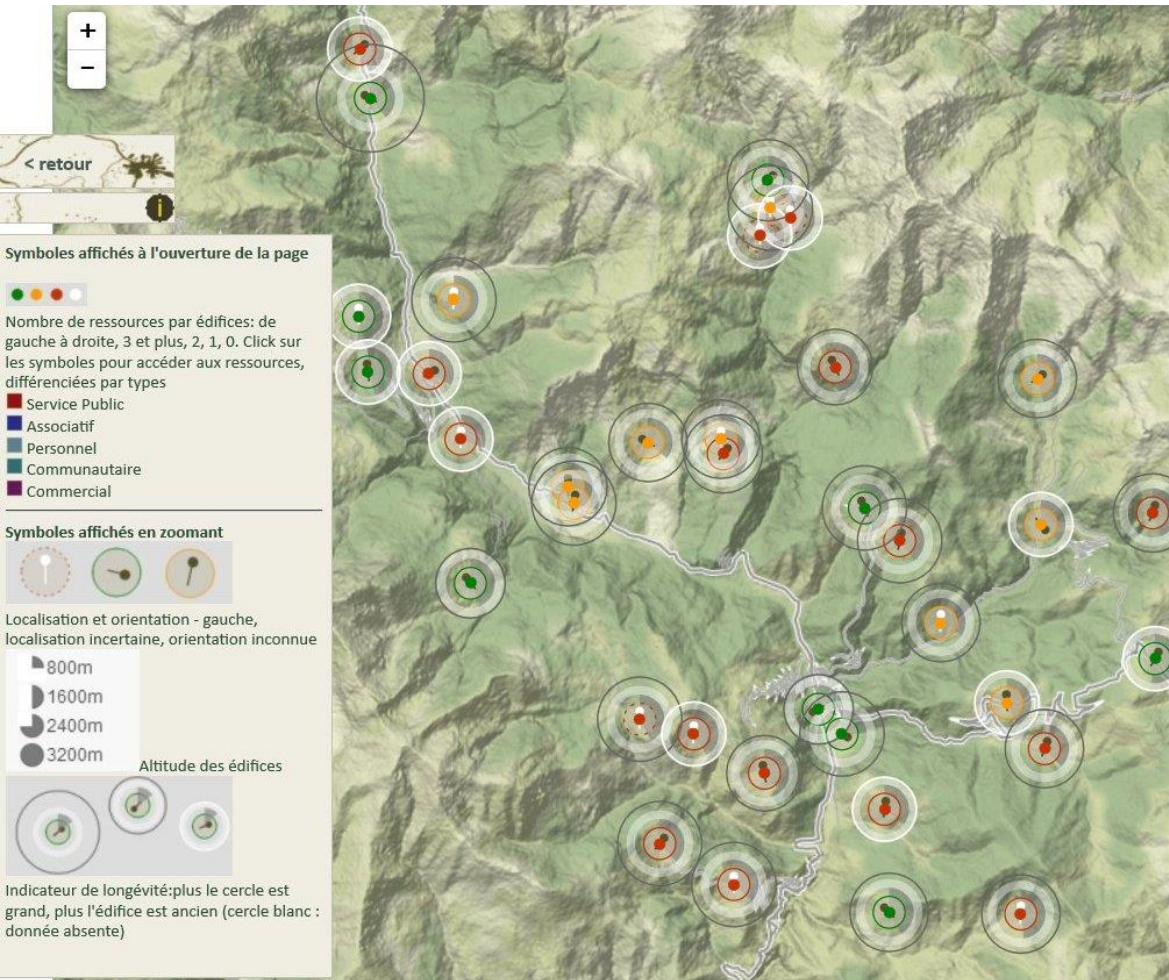 +
−
< retour
i
Symboles affichés à l'ouverture de la page
Nombre de ressources par édifices: de
gauche à droite, 3 et plus, 2, 1, 0. Click sur
les symboles pour accéder aux ressources,
différenciées par types
Service Public
Associatif
Personnel
Communautaire
Commercial
Symboles affichés en zoomant
Localisation et orientation - gauche,
localisation incertaine, orientation inconnue
800m
1600m
2400m
3200m
Altitude des édifices
Indicateur de longévité:plus le cercle est
grand, plus l'édifice est ancien (cercle blanc :
donnée absente)